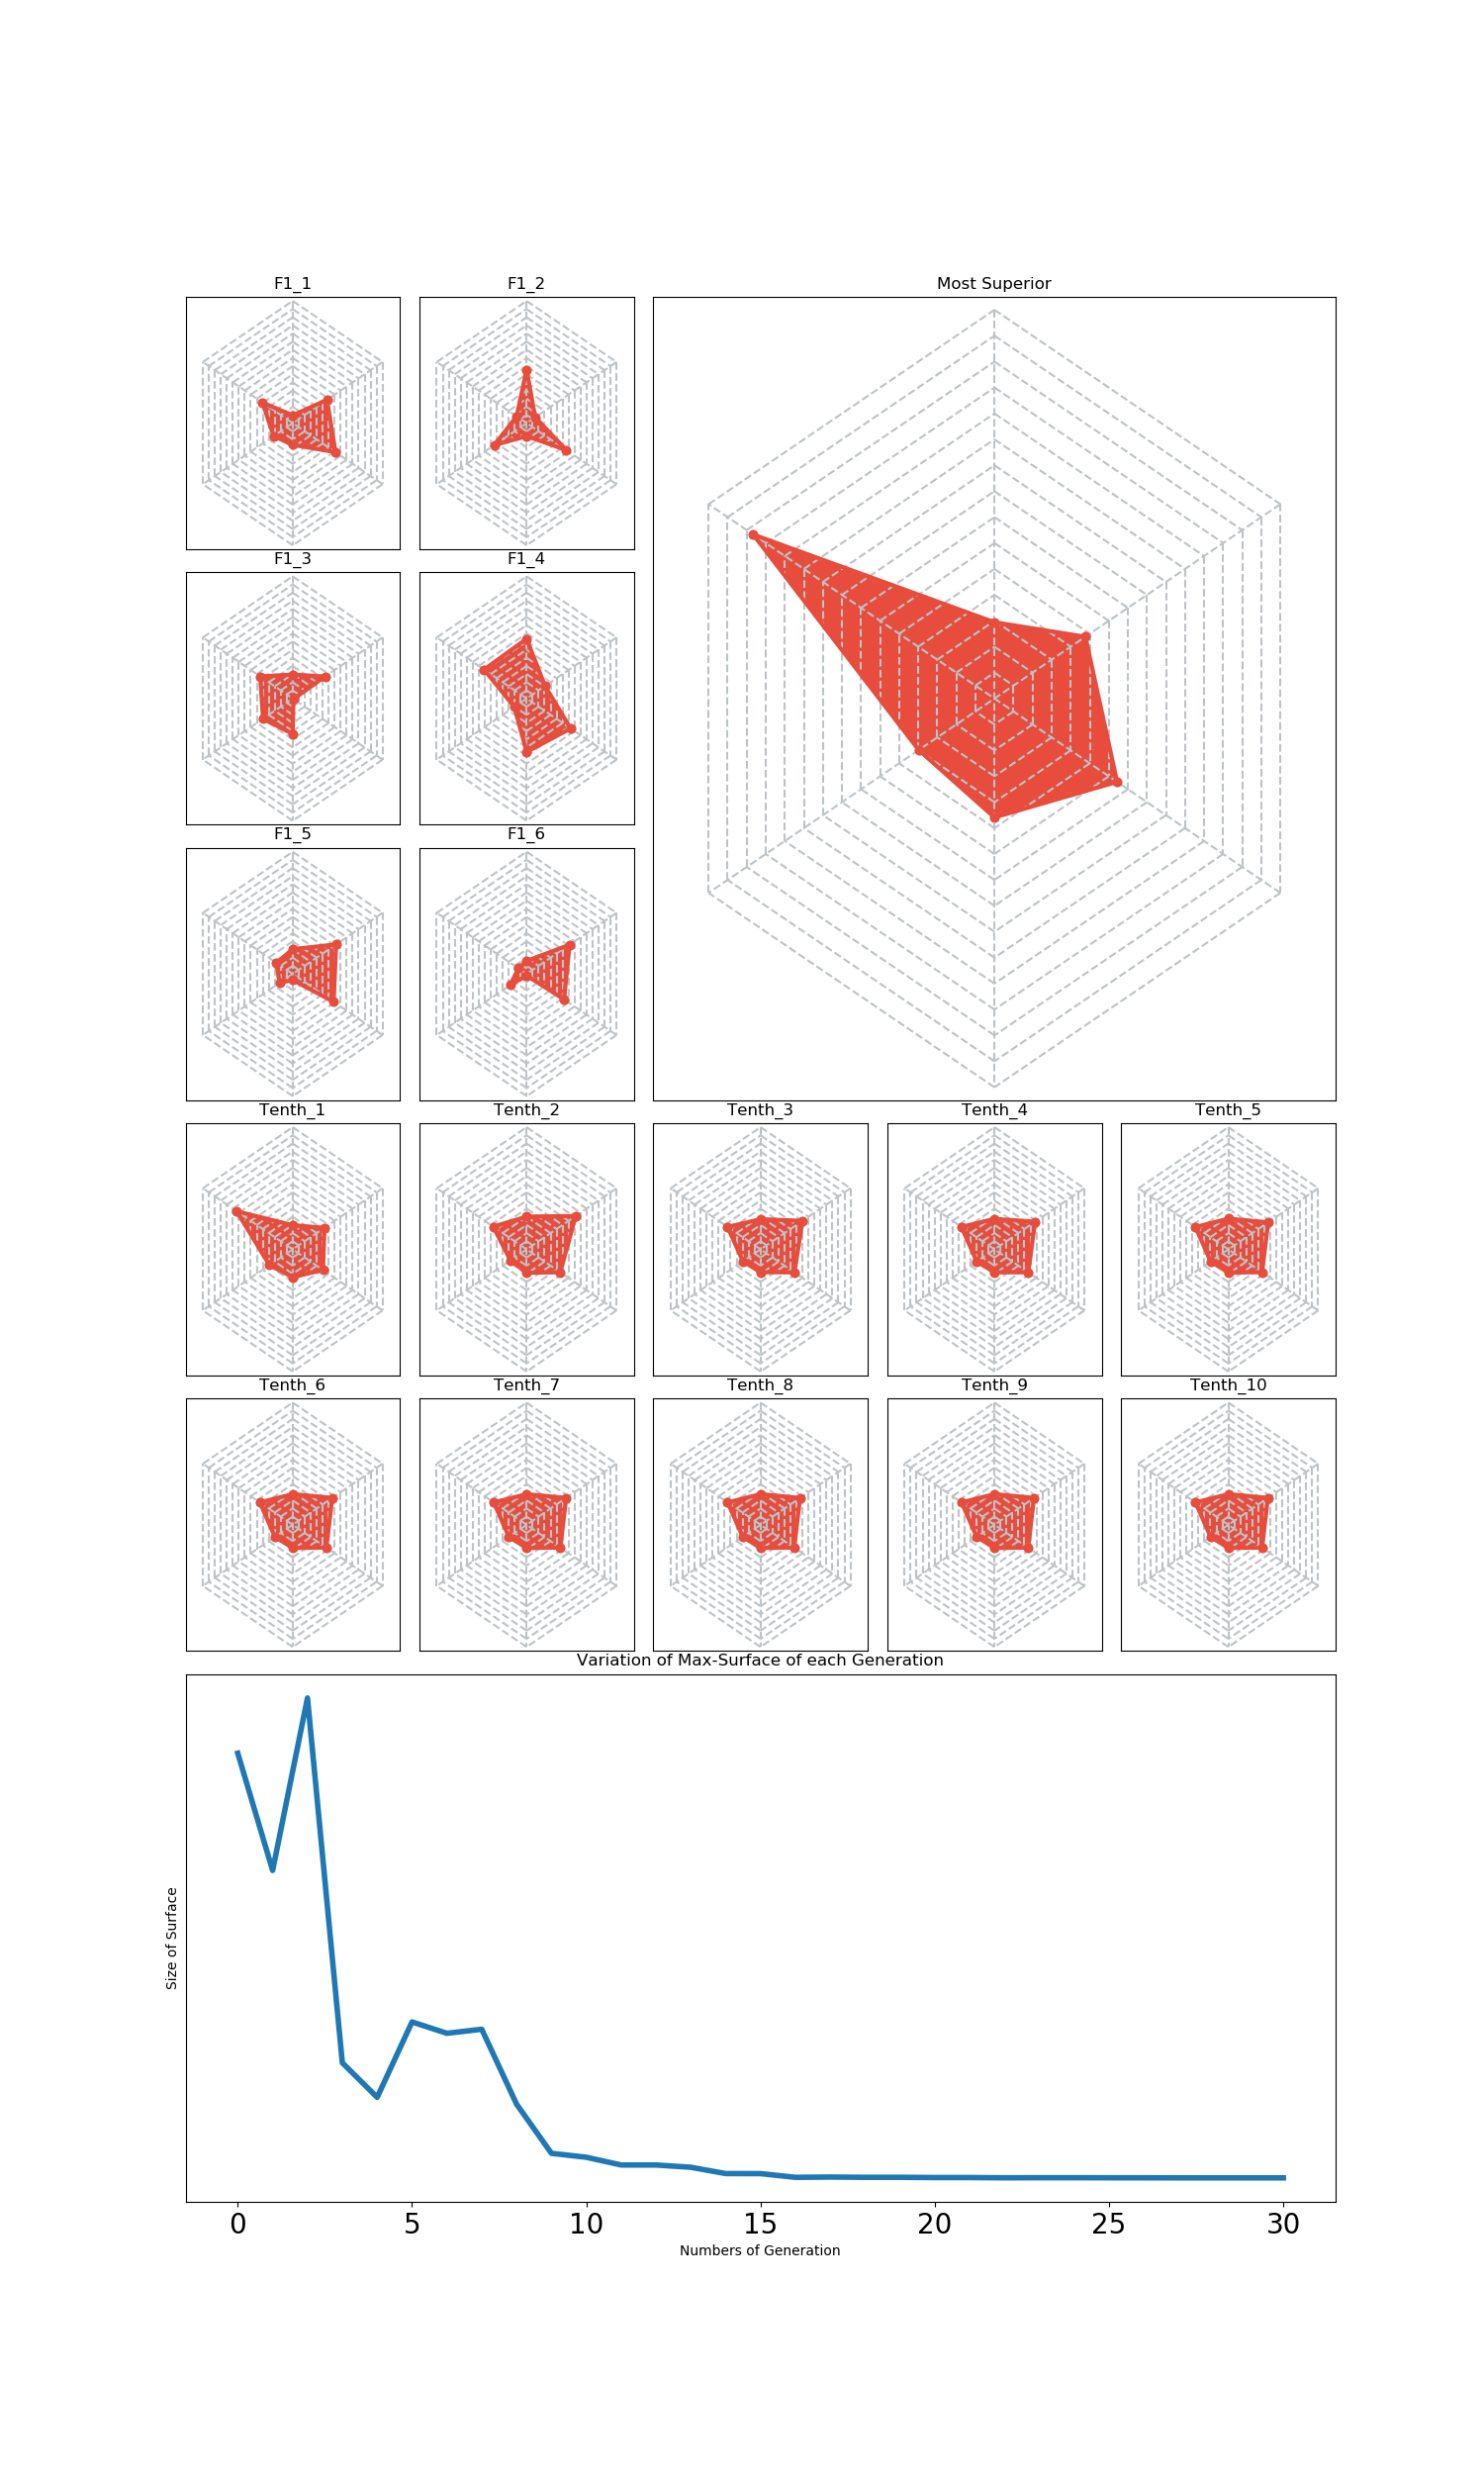 F1_1
F1_2
Most Superior
F1_3
F1_4
F1_5
F1_6
Tenth_1
Tenth_2
Tenth_3
Tenth_4
Tenth_5
Tenth_6
Tenth_7
Tenth_8
Tenth_9
Tenth_10
Variation of Max-Surface of each Generation
Size of Surface
0 5 10 15 20 25 30
Numbers of Generation